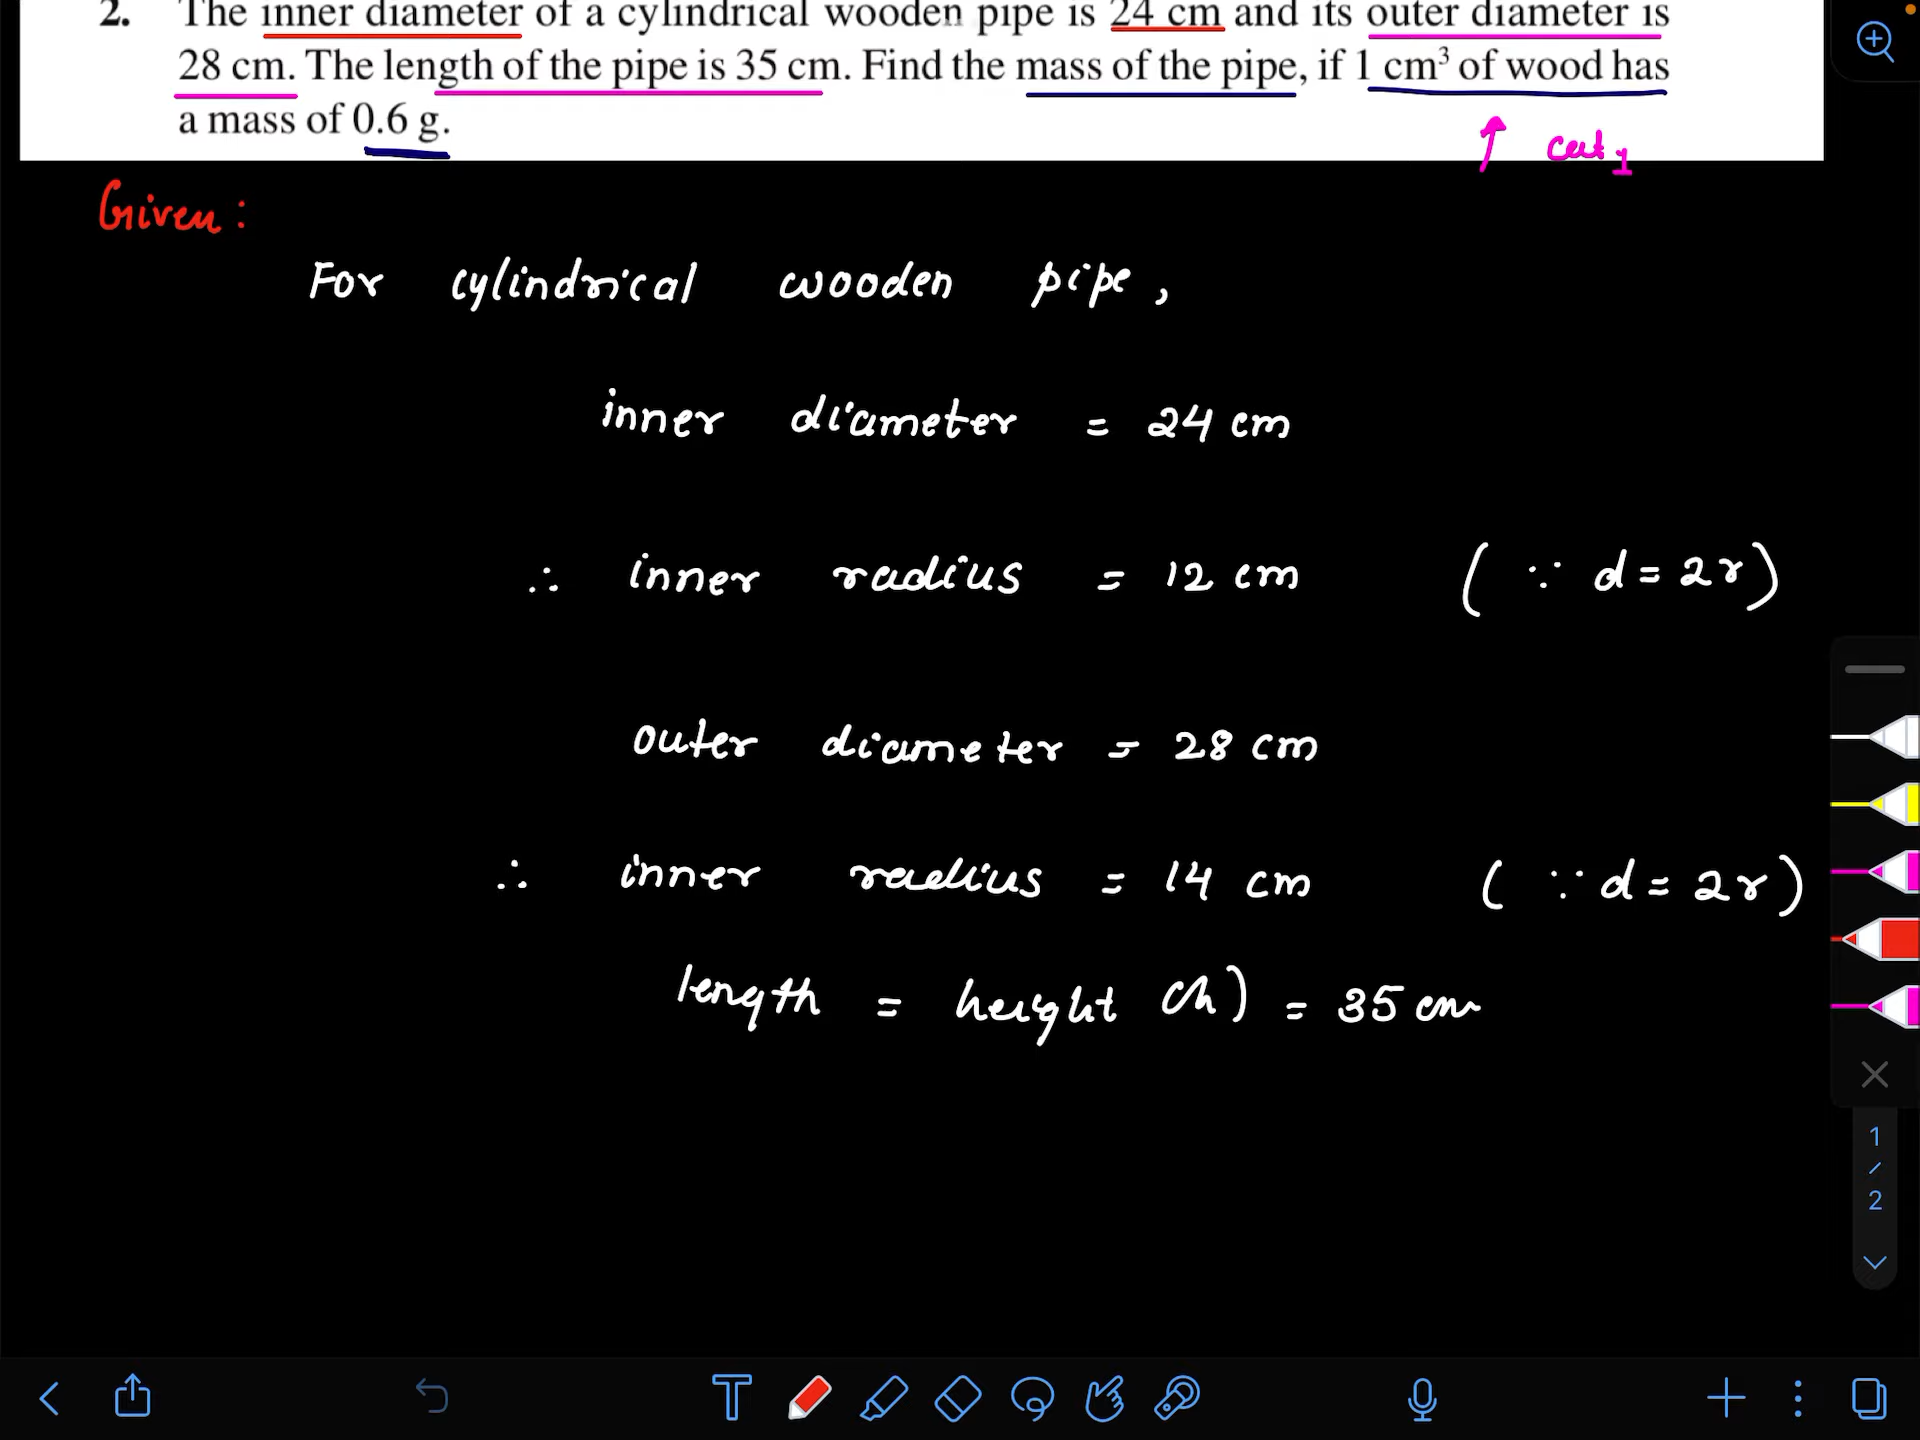 2. The inner diameter of a cylindrical wooden pipe is 24 cm and its outer diameter is
28 cm. The length of the pipe is 35 cm. Find the mass of the pipe, if 1 cm³ of wood has
a mass of 0.6 g.
Given :
For cylindrical wooden pipe ,
inner diameter = 24 cm
∴ inner radius = 12 cm ( ∵ d = 2r )
outer diameter = 28 cm
∴ inner radius = 14 cm ( ∵ d = 2r )
length = height (h) = 35 cm
1
/
2